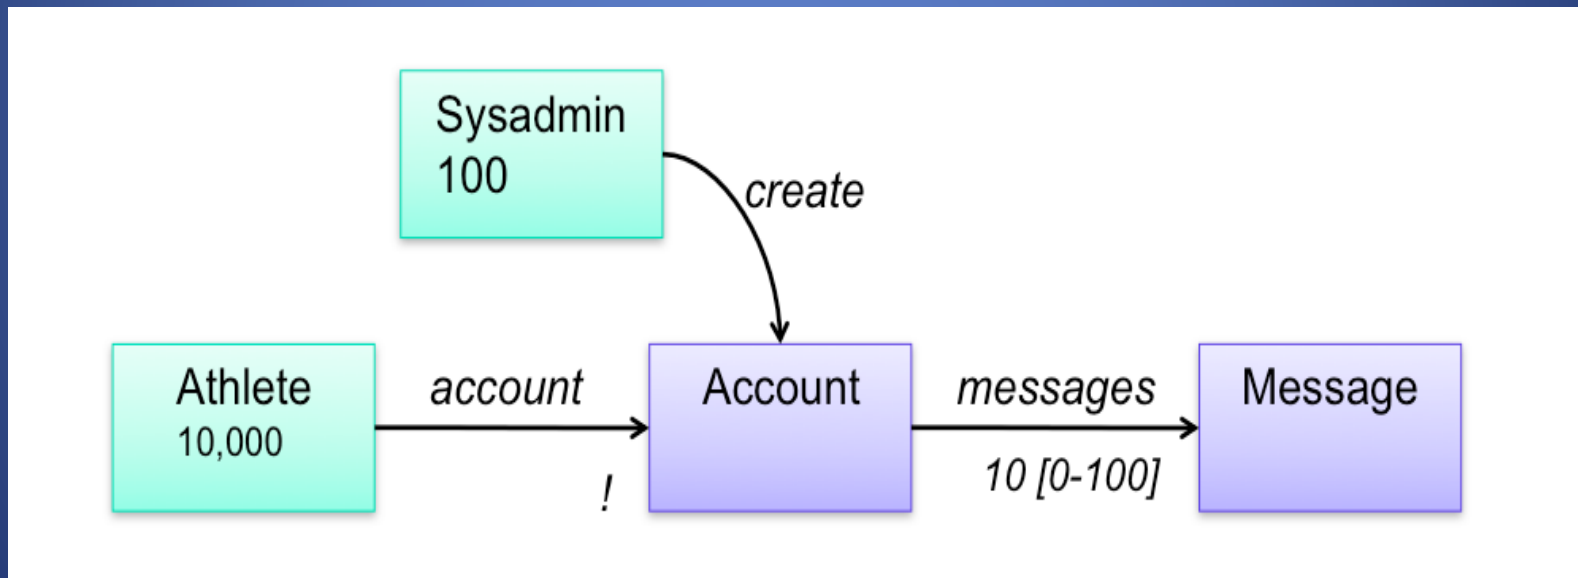 Sysadmin
100
create
Athlete
10,000
account
!
Account
messages
10 [0-100]
Message